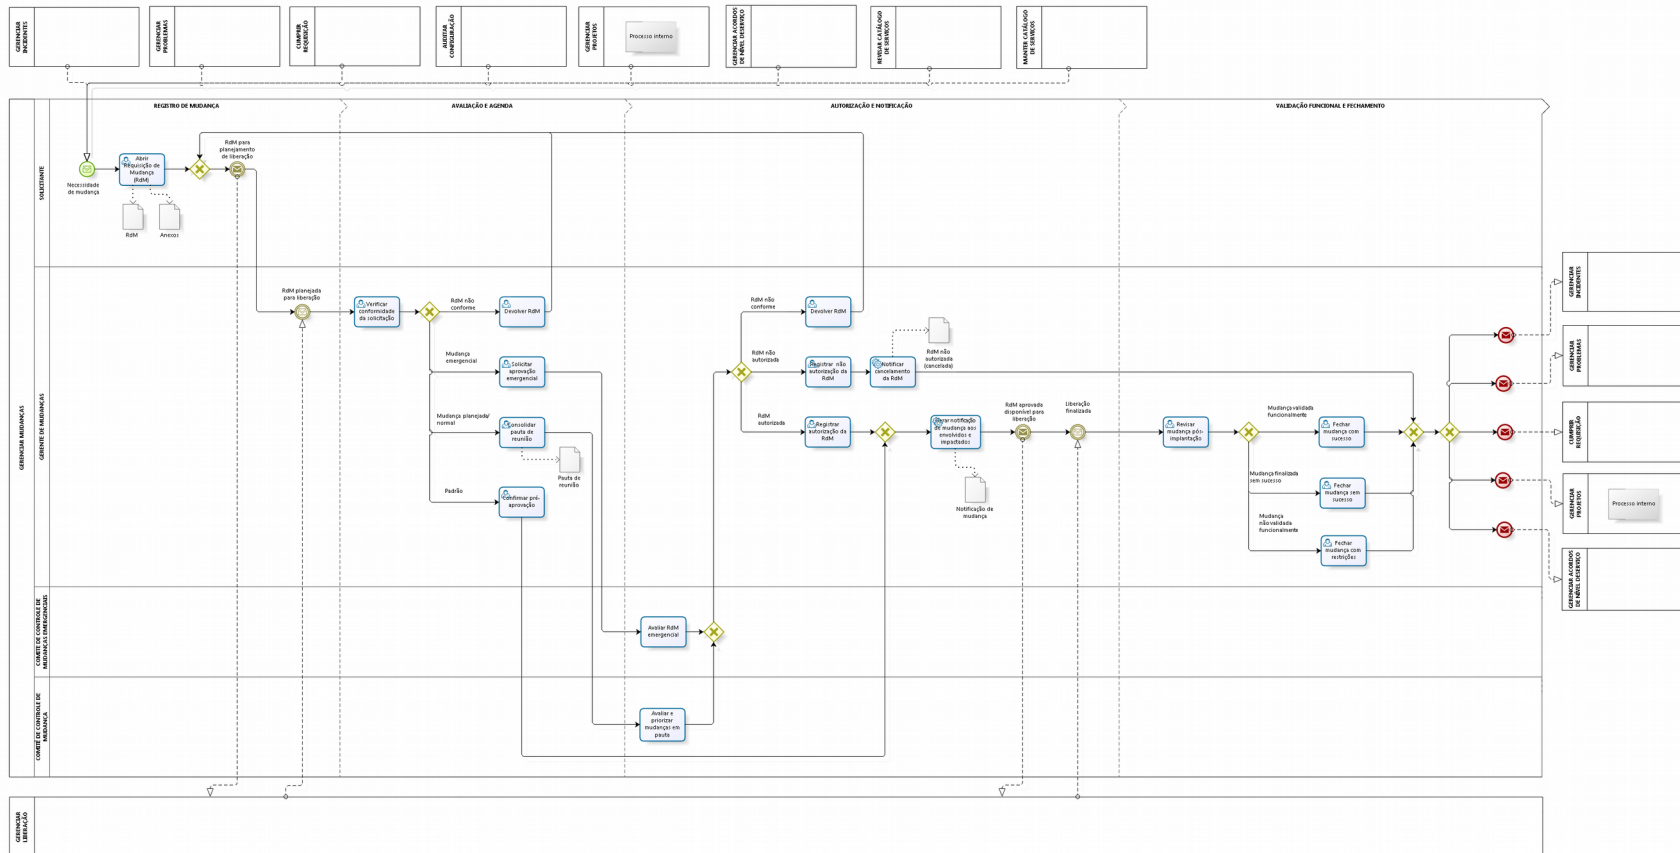 GERENCIAR
INCIDENTES
GERENCIAR
PROBLEMAS
CUMPRIR
REQUISIÇÃO
AUDITAR
CONFIGURAÇÃO
GERENCIAR
PROJETOS
Processo interno
GERENCIAR ACORDOS
DE NÍVEL DESERVIÇO
REVISAR CATÁLOGO
DE SERVIÇOS
MANTER CATÁLOGO
DE SERVIÇOS
GERENCIAR MUDANÇAS
REGISTRO DE MUDANÇA
AVALIAÇÃO E AGENDA
AUTORIZAÇÃO E NOTIFICAÇÃO
VALIDAÇÃO FUNCIONAL E FECHAMENTO
SOLICITANTE
Necessidade
de mudança
Abrir
Requisição de
Mudança
(RdM)
RdM
Anexos
RdM para
planejamento
de liberação
GERENTE DE MUDANÇAS
RdM planejada
para liberação
Verificar
conformidade
da solicitação
RdM não
conforme
Devolver RdM
Mudança
emergencial
Solicitar
aprovação
emergencial
Mudança planejada/
normal
Consolidar
pauta de
reunião
Pauta de
reunião
Padrão
Confirmar pré-
aprovação
RdM não
conforme
Devolver RdM
RdM não
autorizada
Registrar não
autorização da
RdM
Notificar
cancelamento
da RdM
RdM não
autorizada
(cancelada)
RdM
autorizada
Registrar
autorização da
RdM
notificação
de mudança aos
envolvidos e
impactados
Notificação de
mudança
RdM aprovada
disponível para
liberação
Liberação
finalizada
Revisar
mudança pós-
implantação
Mudança validada
funcionalmente
Fechar
mudança com
sucesso
Mudança finalizada
sem sucesso
Fechar
mudança sem
sucesso
Mudança
não validada
funcionalmente
Fechar
mudança com
restrições
COMITÊ DE CONTROLE DE
MUDANÇAS EMERGENCIAIS
Avaliar RdM
emergencial
COMITÊ DE CONTROLE DE
MUDANÇA
Avaliar e
priorizar
mudanças em
pauta
GERENCIAR
INCIDENTES
GERENCIAR
PROBLEMAS
CUMPRIR
REQUISIÇÃO
GERENCIAR
PROJETOS
Processo interno
GERENCIAR ACORDOS
DE NÍVEL DESERVIÇO
GERENCIAR
LIBERAÇÃO